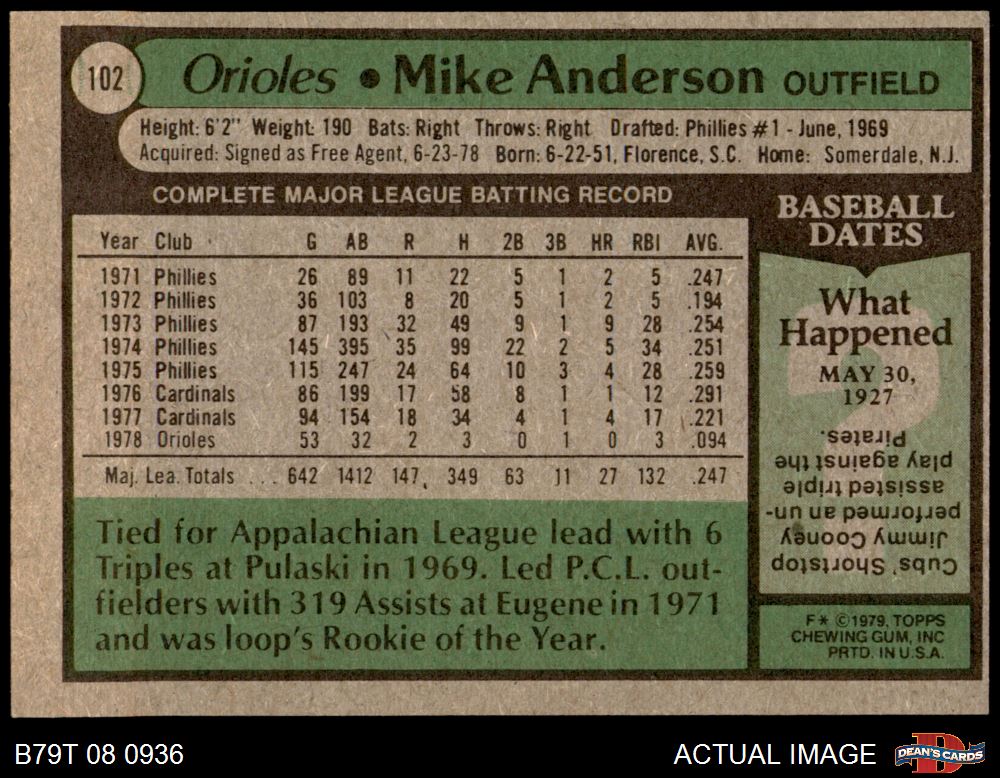 102 Orioles • Mike Anderson OUTFIELD
Height: 6'2" Weight: 190 Bats: Right Throws: Right Drafted: Phillies #1 - June, 1969
Acquired: Signed as Free Agent, 6-23-78 Born: 6-22-51, Florence, S.C. Home: Somerdale, N.J.
COMPLETE MAJOR LEAGUE BATTING RECORD
Year Club G AB R H 2B 3B HR RBI AVG.
1971 Phillies 26 89 11 22 5 1 2 5 .247
1972 Phillies 36 103 8 20 5 1 2 5 .194
1973 Phillies 87 193 32 49 9 1 9 28 .254
1974 Phillies 145 395 35 99 22 2 5 34 .251
1975 Phillies 115 247 24 64 10 3 4 28 .259
1976 Cardinals 86 199 17 58 8 1 1 12 .291
1977 Cardinals 94 154 18 34 4 1 4 17 .221
1978 Orioles 53 32 2 3 0 1 0 3 .094
Maj. Lea. Totals ... 642 1412 147 349 63 11 27 132 .247
Tied for Appalachian League lead with 6
Triples at Pulaski in 1969. Led P.C.L. out-
fielders with 319 Assists at Eugene in 1971
and was loop's Rookie of the Year.
BASEBALL
DATES
What
Happened
MAY 30,
1927
Cubs' Shortstop
Jimmy Cooney
performed an un-
assisted triple
play against the
Pirates.
F* ©1979, TOPPS
CHEWING GUM, INC
PRTD. IN U.S.A.
B79T 08 0936
ACTUAL IMAGE
DEAN'S CARDS